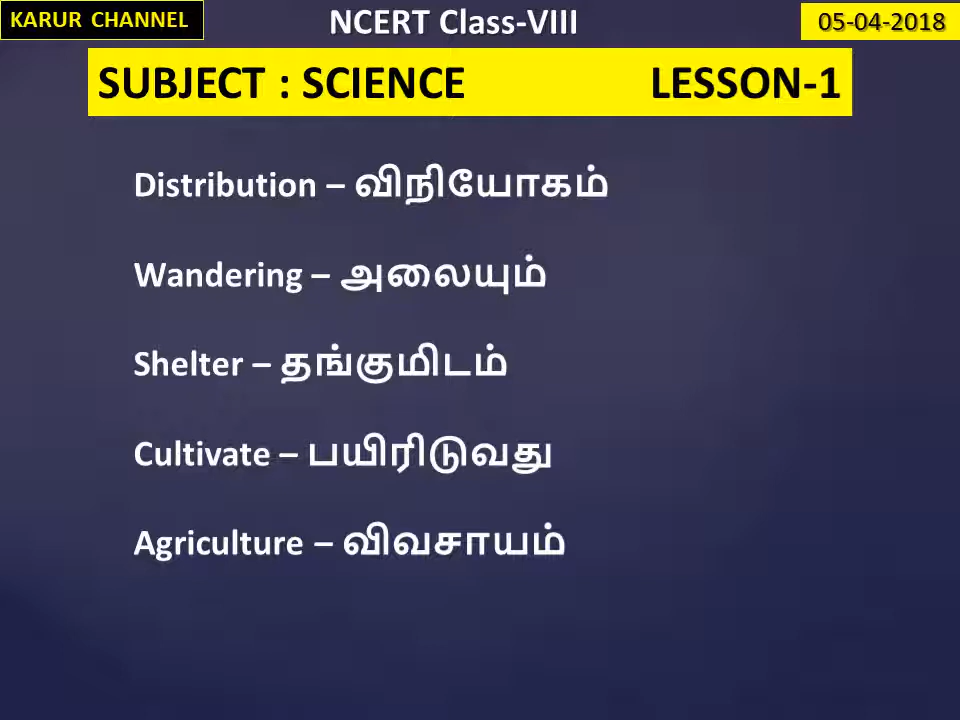 KARUR CHANNEL
NCERT Class-VIII
05-04-2018
SUBJECT : SCIENCE LESSON-1
Distribution – விநியோகம்
Wandering – அலையும்
Shelter – தங்குமிடம்
Cultivate – பயிரிடுவது
Agriculture – விவசாயம்